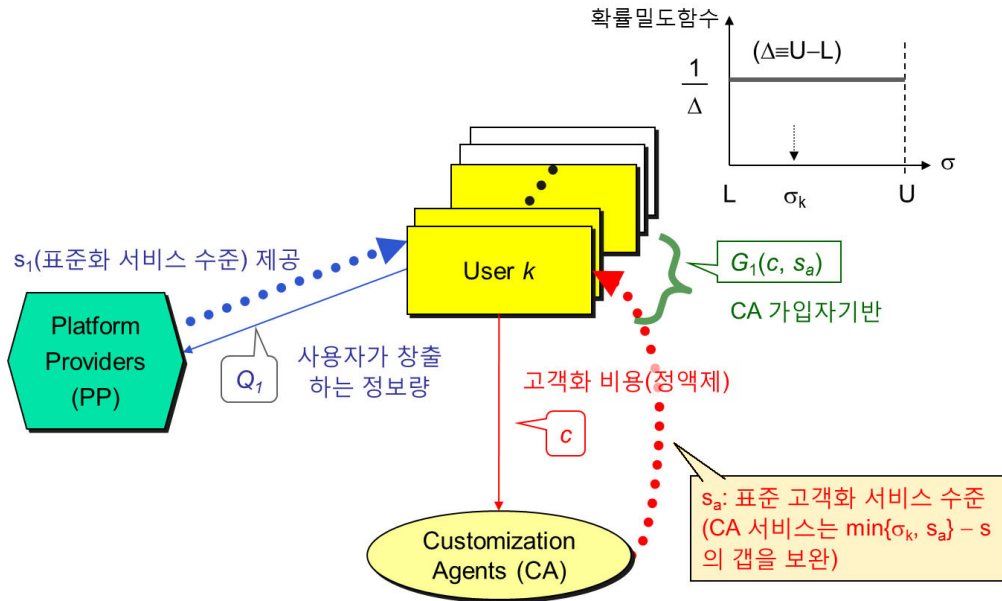 확률밀도함수
(Δ≡U–L)
1
Δ
σ
L
σk
U
s1(표준화 서비스 수준) 제공
User k
G1(c, sa)
CA 가입자기반
Platform
Providers
(PP)
Q1
사용자가 창출
하는 정보량
고객화 비용(정액제)
c
sa: 표준 고객화 서비스 수준
(CA 서비스는 min{σk, sa} – s
의 갭을 보완)
Customization
Agents (CA)